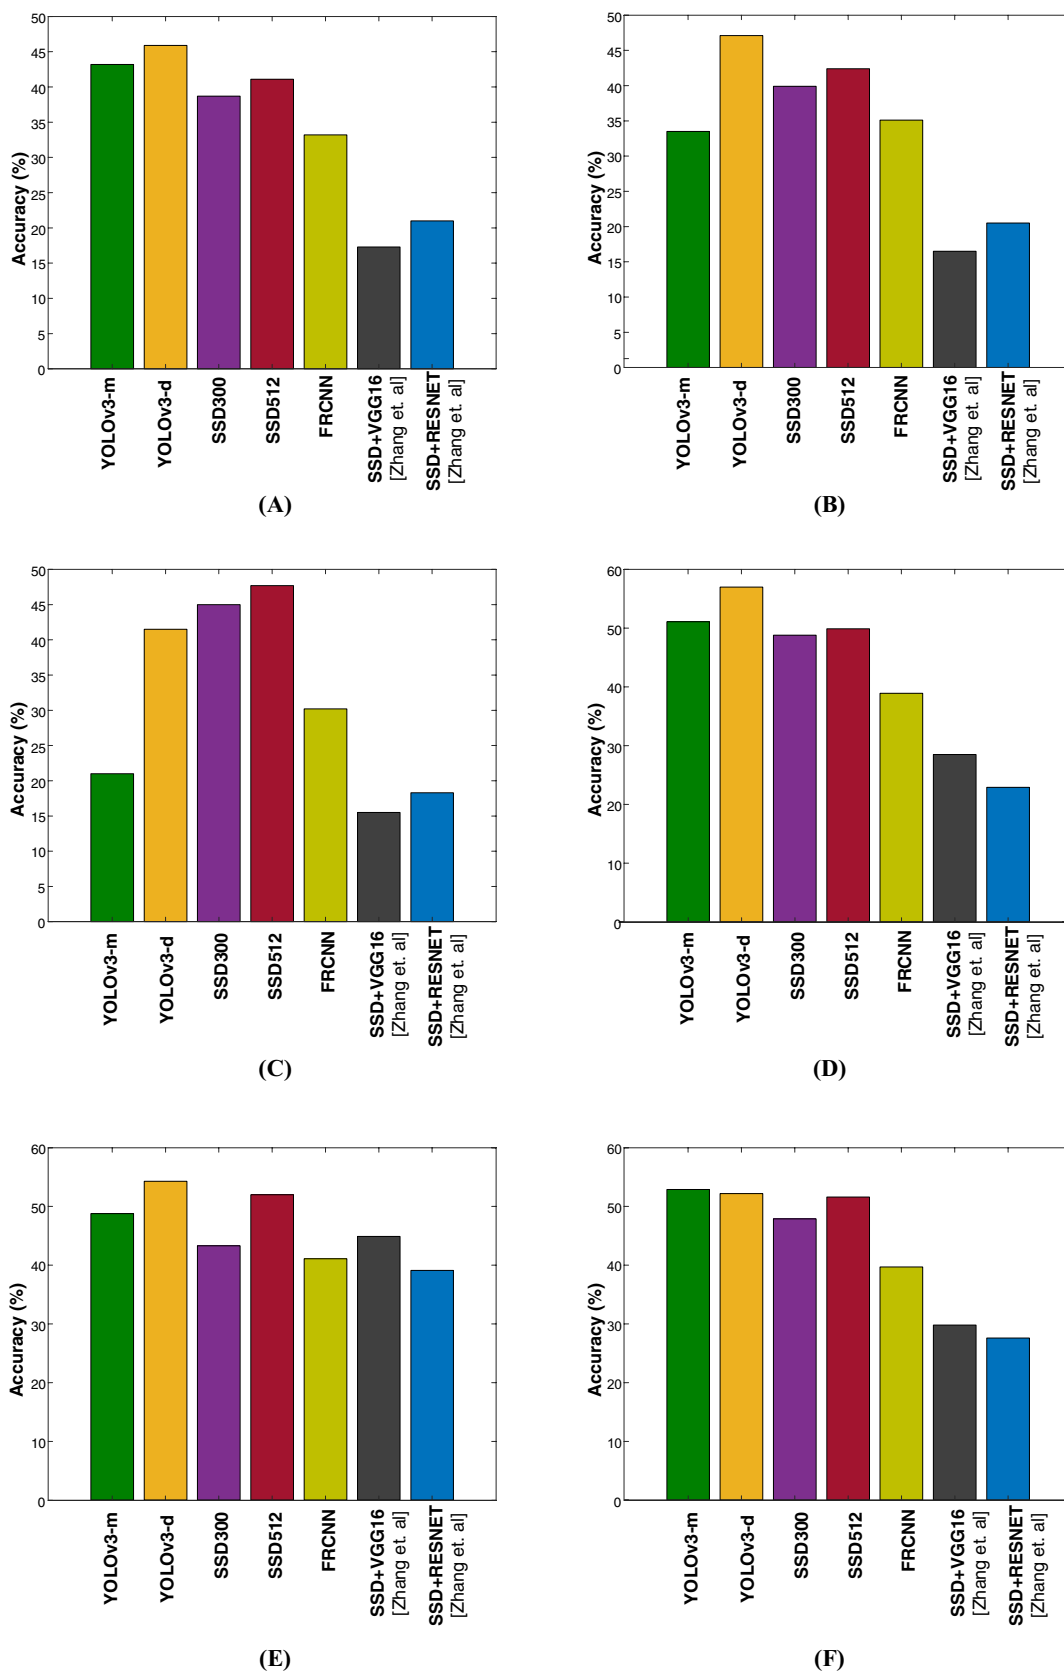 50
45
40
35
30
25
20
15
10
5
0
Accuracy (%)
YOLOv3-m
YOLOv3-d
SSD300
SSD512
FRCNN
SSD+VGG16
[Zhang et. al]
SSD+RESNET
[Zhang et. al]
(A)
50
45
40
35
30
25
20
15
10
5
0
Accuracy (%)
YOLOv3-m
YOLOv3-d
SSD300
SSD512
FRCNN
SSD+VGG16
[Zhang et. al]
SSD+RESNET
[Zhang et. al]
(B)
50
45
40
35
30
25
20
15
10
5
0
Accuracy (%)
YOLOv3-m
YOLOv3-d
SSD300
SSD512
FRCNN
SSD+VGG16
[Zhang et. al]
SSD+RESNET
[Zhang et. al]
(C)
60
50
40
30
20
10
0
Accuracy (%)
YOLOv3-m
YOLOv3-d
SSD300
SSD512
FRCNN
SSD+VGG16
[Zhang et. al]
SSD+RESNET
[Zhang et. al]
(D)
60
50
40
30
20
10
0
Accuracy (%)
YOLOv3-m
YOLOv3-d
SSD300
SSD512
FRCNN
SSD+VGG16
[Zhang et. al]
SSD+RESNET
[Zhang et. al]
(E)
60
50
40
30
20
10
0
Accuracy (%)
YOLOv3-m
YOLOv3-d
SSD300
SSD512
FRCNN
SSD+VGG16
[Zhang et. al]
SSD+RESNET
[Zhang et. al]
(F)